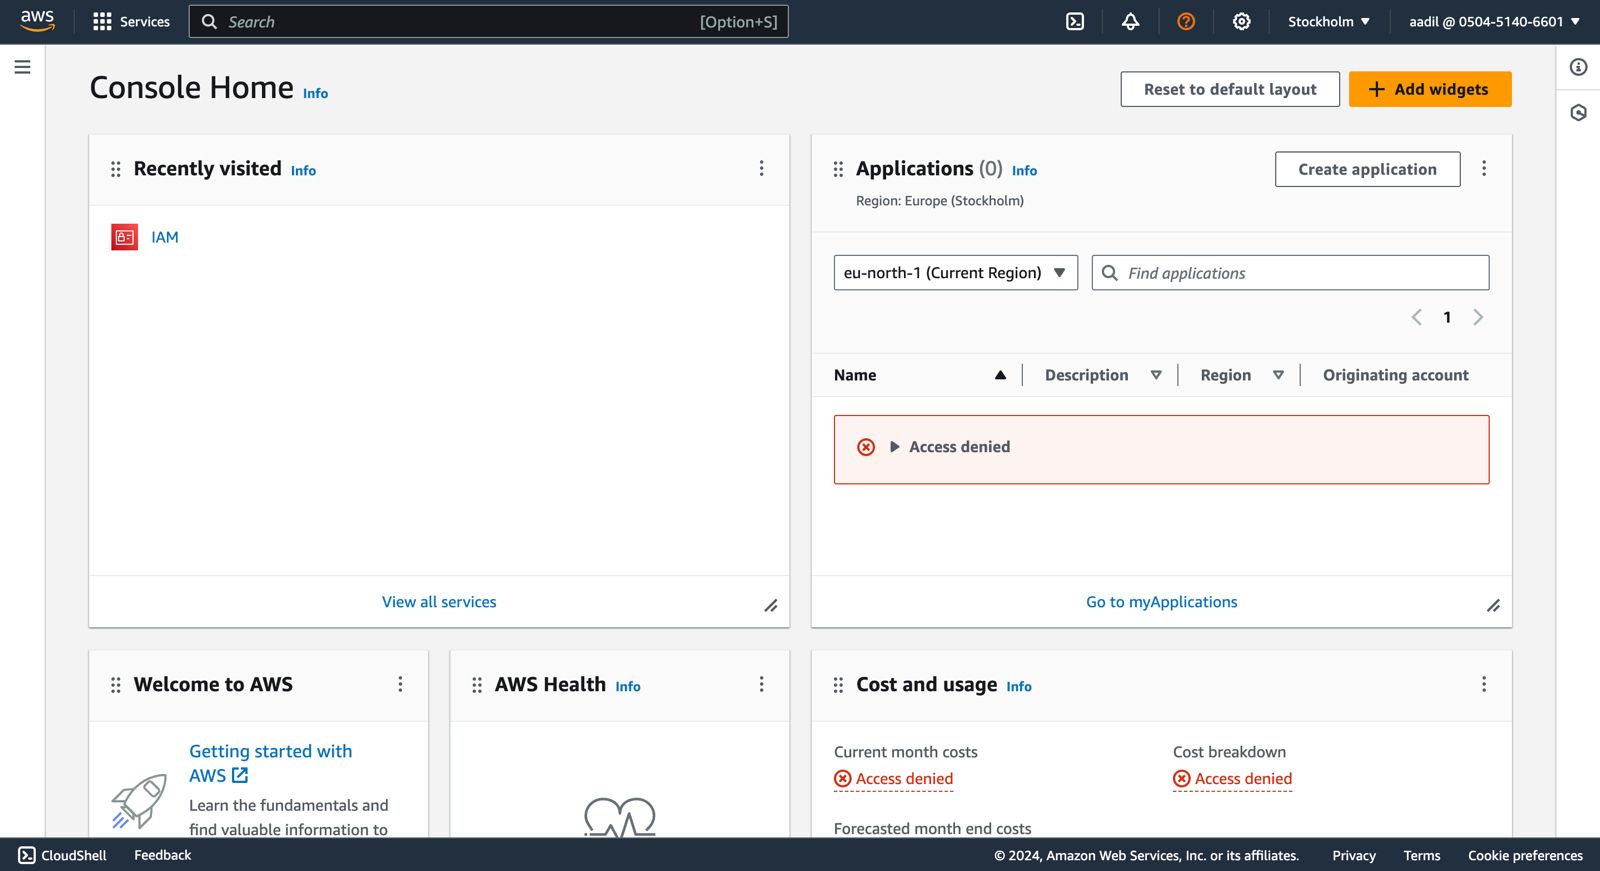 aws
Services
Search
[Option+S]
Stockholm
aadil @ 0504-5140-6601
Console Home Info
Reset to default layout
Add widgets
Recently visited Info
IAM
View all services
Applications (0) Info
Region: Europe (Stockholm)
Create application
eu-north-1 (Current Region)
Find applications
1
Name
Description
Region
Originating account
Access denied
Go to myApplications
Welcome to AWS
Getting started with
AWS
Learn the fundamentals and
find valuable information to
AWS Health Info
Cost and usage Info
Current month costs
Access denied
Cost breakdown
Access denied
Forecasted month end costs
CloudShell
Feedback
© 2024, Amazon Web Services, Inc. or its affiliates.
Privacy
Terms
Cookie preferences